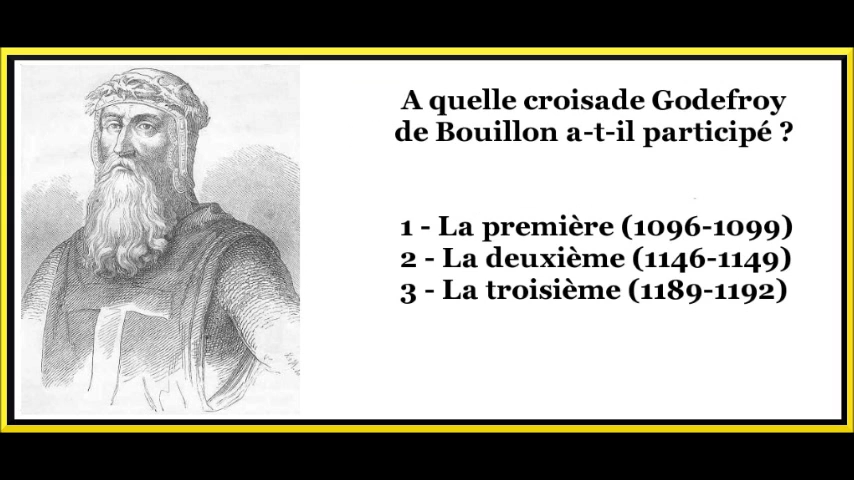 A quelle croisade Godefroy
de Bouillon a-t-il participé ?
1 - La première (1096-1099)
2 - La deuxième (1146-1149)
3 - La troisième (1189-1192)